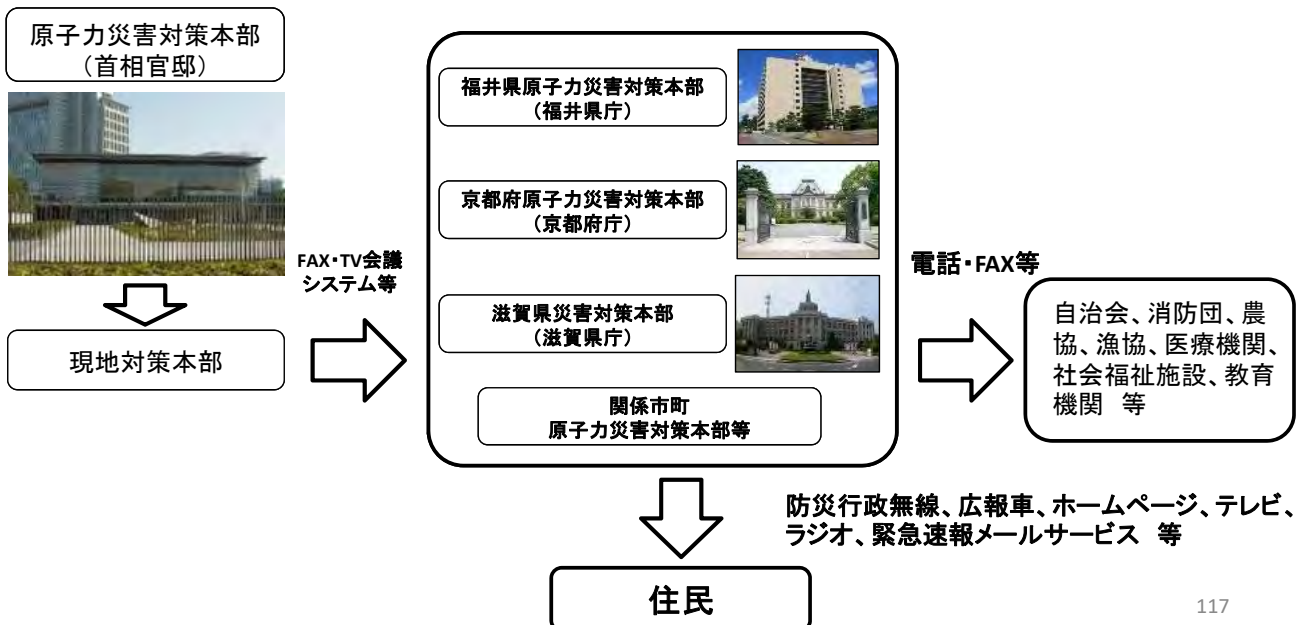 原子力災害対策本部
（首相官邸）
現地対策本部
FAX・TV会議
システム等
福井県原子力災害対策本部
（福井県庁）
京都府原子力災害対策本部
（京都府庁）
滋賀県災害対策本部
（滋賀県庁）
関係市町
原子力災害対策本部等
電話・FAX等
自治会、消防団、農
協、漁協、医療機関、
社会福祉施設、教育
機関　等
防災行政無線、広報車、ホームページ、テレビ、
ラジオ、緊急速報メールサービス　等
住民
117